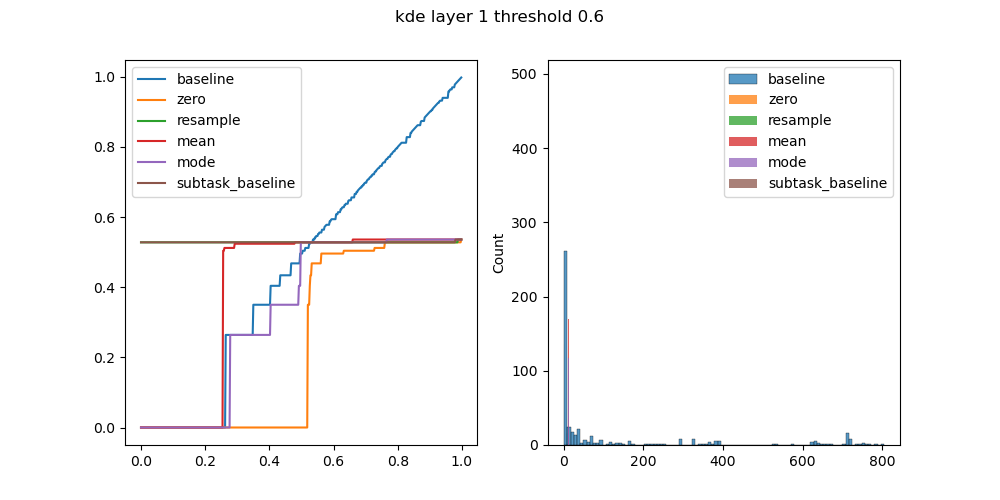 kde layer 1 threshold 0.6
1.0
0.8
0.6
0.4
0.2
0.0
0.0
0.2
0.4
0.6
0.8
1.0
baseline
zero
resample
mean
mode
subtask_baseline
Count
500
400
300
200
100
0
0
200
400
600
800
baseline
zero
resample
mean
mode
subtask_baseline